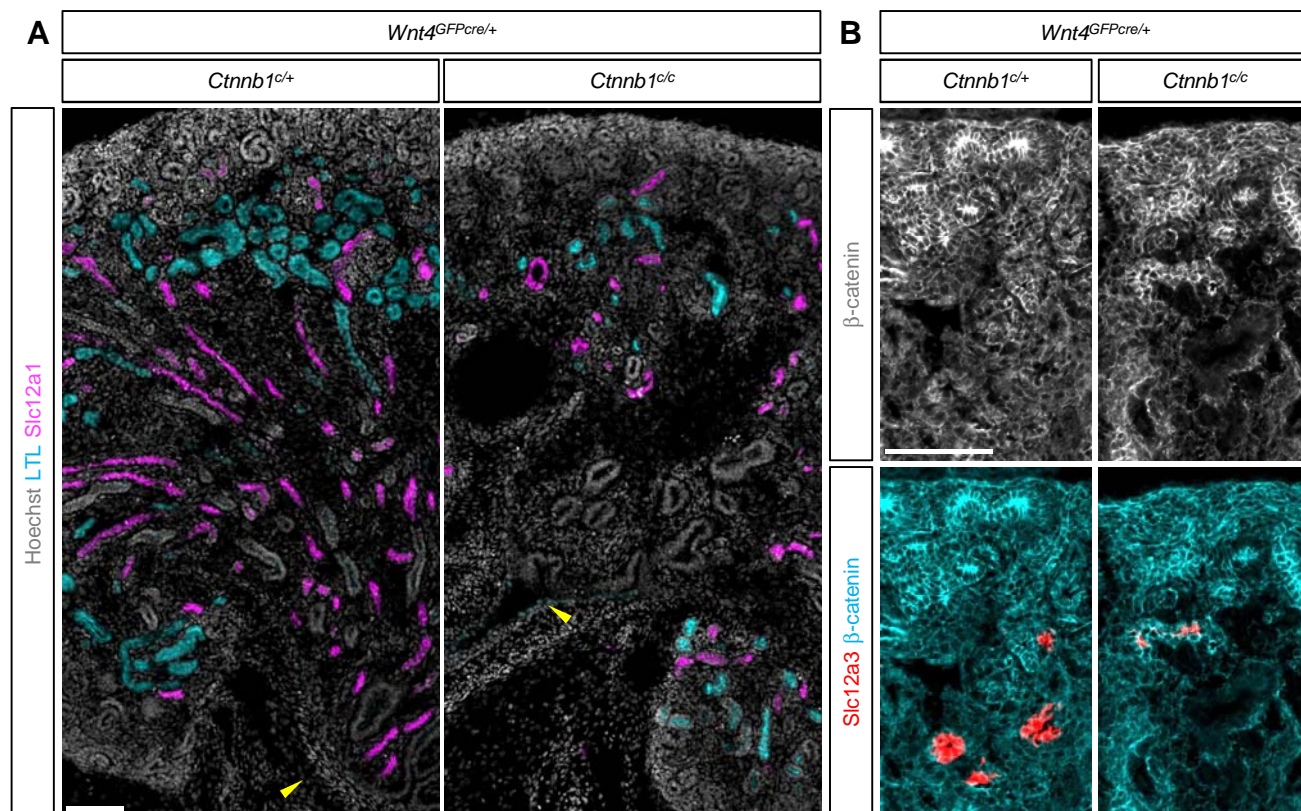 A
Wnt4GFPcre/+
Ctnnb1c/+
Ctnnb1c/c
Hoechst LTL Slc12a1
B
Wnt4GFPcre/+
Ctnnb1c/+
Ctnnb1c/c
β-catenin
Slc12a3 β-catenin